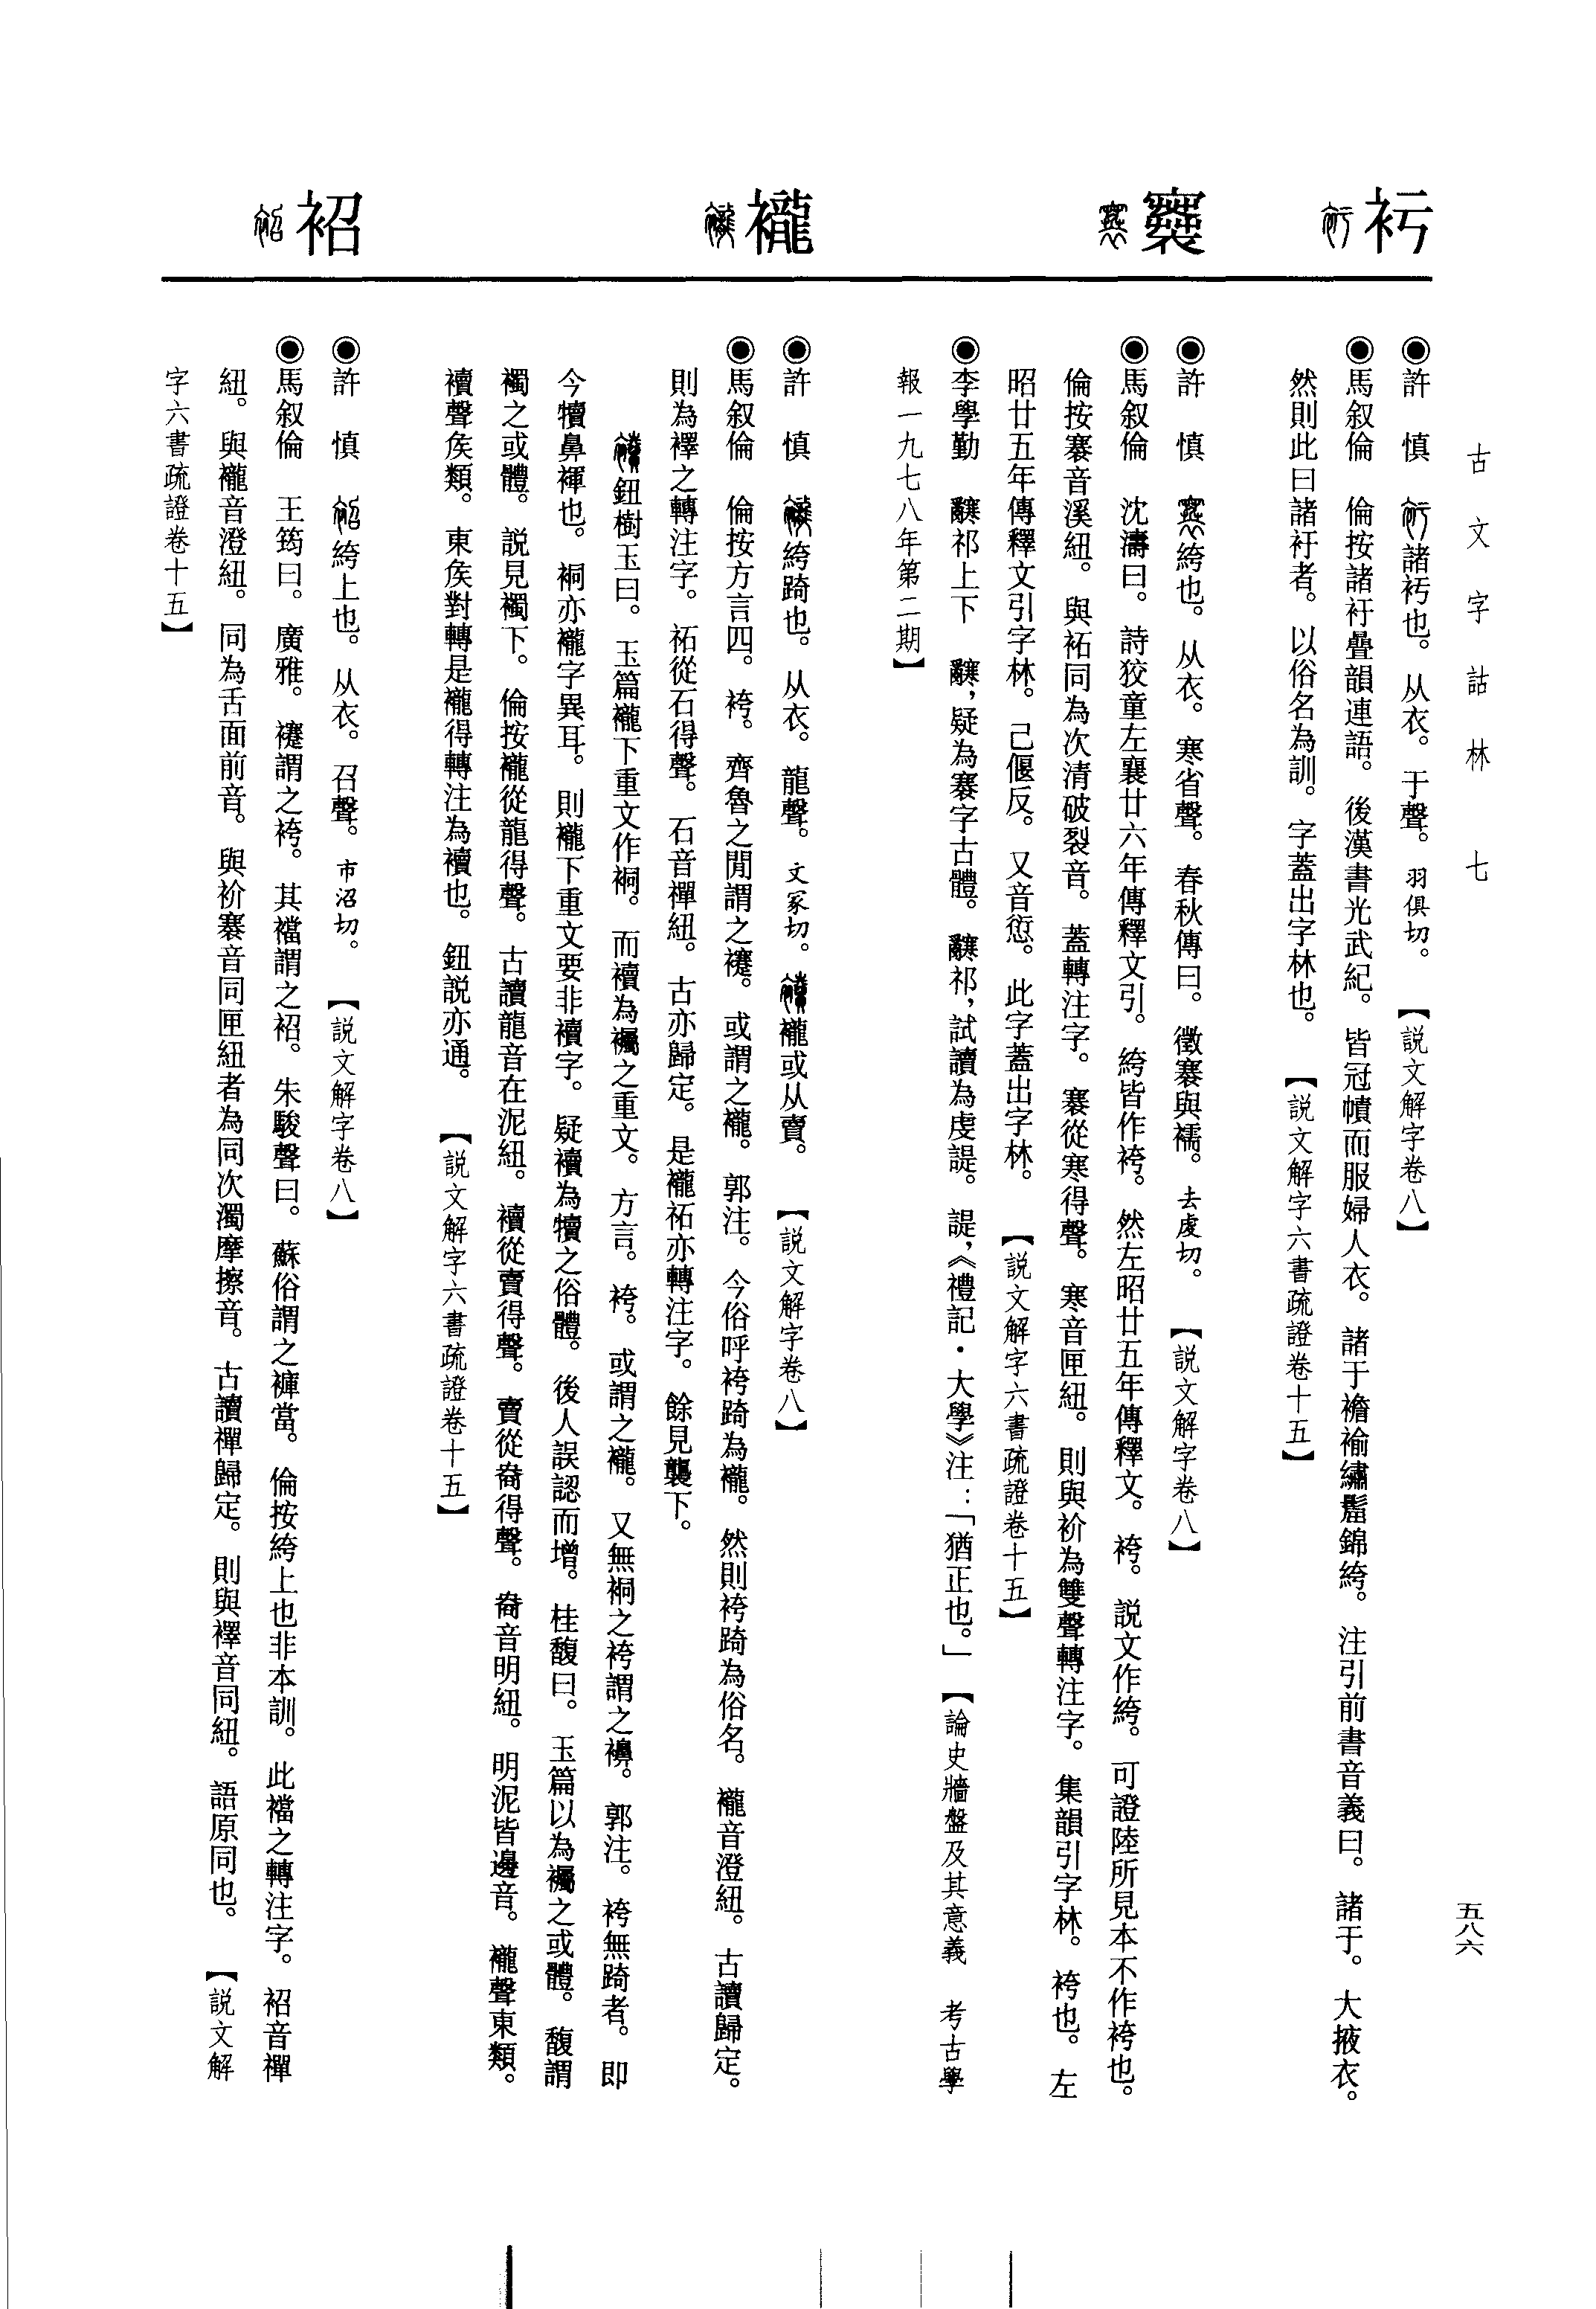 古文字詁林　七
五八六
衧
●許　慎　諸衧也。从衣。于聲。羽俱切。【説文解字卷八】
●馬叙倫　倫按諸衧疊韻連語。後漢書光武紀。皆冠幘而服婦人衣。諸于襜褕繡䯰錦絝。注引前書音義曰。諸于。大掖衣。
然則此曰諸衧者。以俗名為訓。字蓋出字林也。【説文解字六書疏證卷十五】
褰
●許　慎　絝也。从衣。寒省聲。春秋傳曰。徵褰與襦。去虔切。【説文解字卷八】
●馬叙倫　沈濤曰。詩狡童左襄廿六年傳釋文引。絝皆作袴。然左昭廿五年傳釋文。袴。説文作絝。可證陸所見本不作袴也。
倫按褰音溪紐。與袥同為次清破裂音。蓋轉注字。褰從寒得聲。寒音匣紐。則與衸為雙聲轉注字。集韻引字林。袴也。左
昭廿五年傳釋文引字林。己偃反。又音愆。此字蓋出字林。【説文解字六書疏證卷十五】
●李學勤　祁上下　疑為褰字古體。祁，試讀為虔諟。諟，《禮記·大學》注：「猶正也。」【論史牆盤及其意義　考古學
報一九七八年第二期】
襱
●許　慎　絝踦也。从衣。龍聲。丈冢切。襱或从賣。【説文解字卷八】
●馬叙倫　倫按方言四。袴。齊魯之閒謂之襱。或謂之襱。郭注。今俗呼袴踦為襱。然則袴踦為俗名。襱音澄紐。古讀歸定。
則為襗之轉注字。袥從石得聲。石音禪紐。古亦歸定。是襱袥亦轉注字。餘見襲下。
鈕樹玉曰。玉篇襱下重文作裥。而襩為襡之重文。方言。袴。或謂之襱。又無裥之袴謂之襣。郭注。袴無踦者。即
今犢鼻褌也。裥亦襱字異耳。則襱下重文要非襩字。疑襩為犢之俗體。後人誤認而增。桂馥曰。玉篇以為襡之或體。馥謂
襡之或體。説見襡下。倫按襱從龍得聲。古讀龍音在泥紐。襩從賣得聲。賣從𡍬得聲。𡍬音明紐。明泥皆邊音。襱聲東類。
襩聲矦類。東矦對轉是襱得轉注為襩也。鈕説亦通。【説文解字六書疏證卷十五】
袑
●許　慎　絝上也。从衣。召聲。市沼切。【説文解字卷八】
●馬叙倫　王筠曰。廣雅。襱謂之袴。其襠謂之袑。朱駿聲曰。蘇俗謂之褲當。倫按絝上也非本訓。此襠之轉注字。袑音禪
紐。與襱音澄紐。同為舌面前音。與衸褰音同匣紐者為同次濁摩擦音。古讀禪歸定。則與襗音同紐。語原同也。【説文解
字六書疏證卷十五】